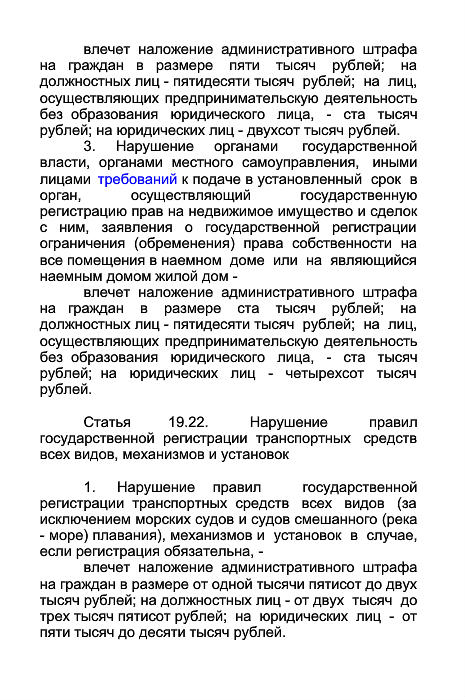 влечет наложение административного штрафа
на граждан в размере пяти тысяч рублей; на
должностных лиц - пятидесяти тысяч рублей; на лиц,
осуществляющих предпринимательскую деятельность
без образования юридического лица, - ста тысяч
рублей; на юридических лиц - двухсот тысяч рублей.
3. Нарушение органами государственной
власти, органами местного самоуправления, иными
лицами требований к подаче в установленный срок в
орган, осуществляющий государственную
регистрацию прав на недвижимое имущество и сделок
с ним, заявления о государственной регистрации
ограничения (обременения) права собственности на
все помещения в наемном доме или на являющийся
наемным домом жилой дом -
влечет наложение административного штрафа
на граждан в размере ста тысяч рублей; на
должностных лиц - пятидесяти тысяч рублей; на лиц,
осуществляющих предпринимательскую деятельность
без образования юридического лица, - ста тысяч
рублей; на юридических лиц - четырехсот тысяч
рублей.
Статья 19.22. Нарушение правил
государственной регистрации транспортных средств
всех видов, механизмов и установок
1. Нарушение правил государственной
регистрации транспортных средств всех видов (за
исключением морских судов и судов смешанного (река
- море) плавания), механизмов и установок в случае,
если регистрация обязательна, -
влечет наложение административного штрафа
на граждан в размере от одной тысячи пятисот до двух
тысяч рублей; на должностных лиц - от двух тысяч до
трех тысяч пятисот рублей; на юридических лиц - от
пяти тысяч до десяти тысяч рублей.